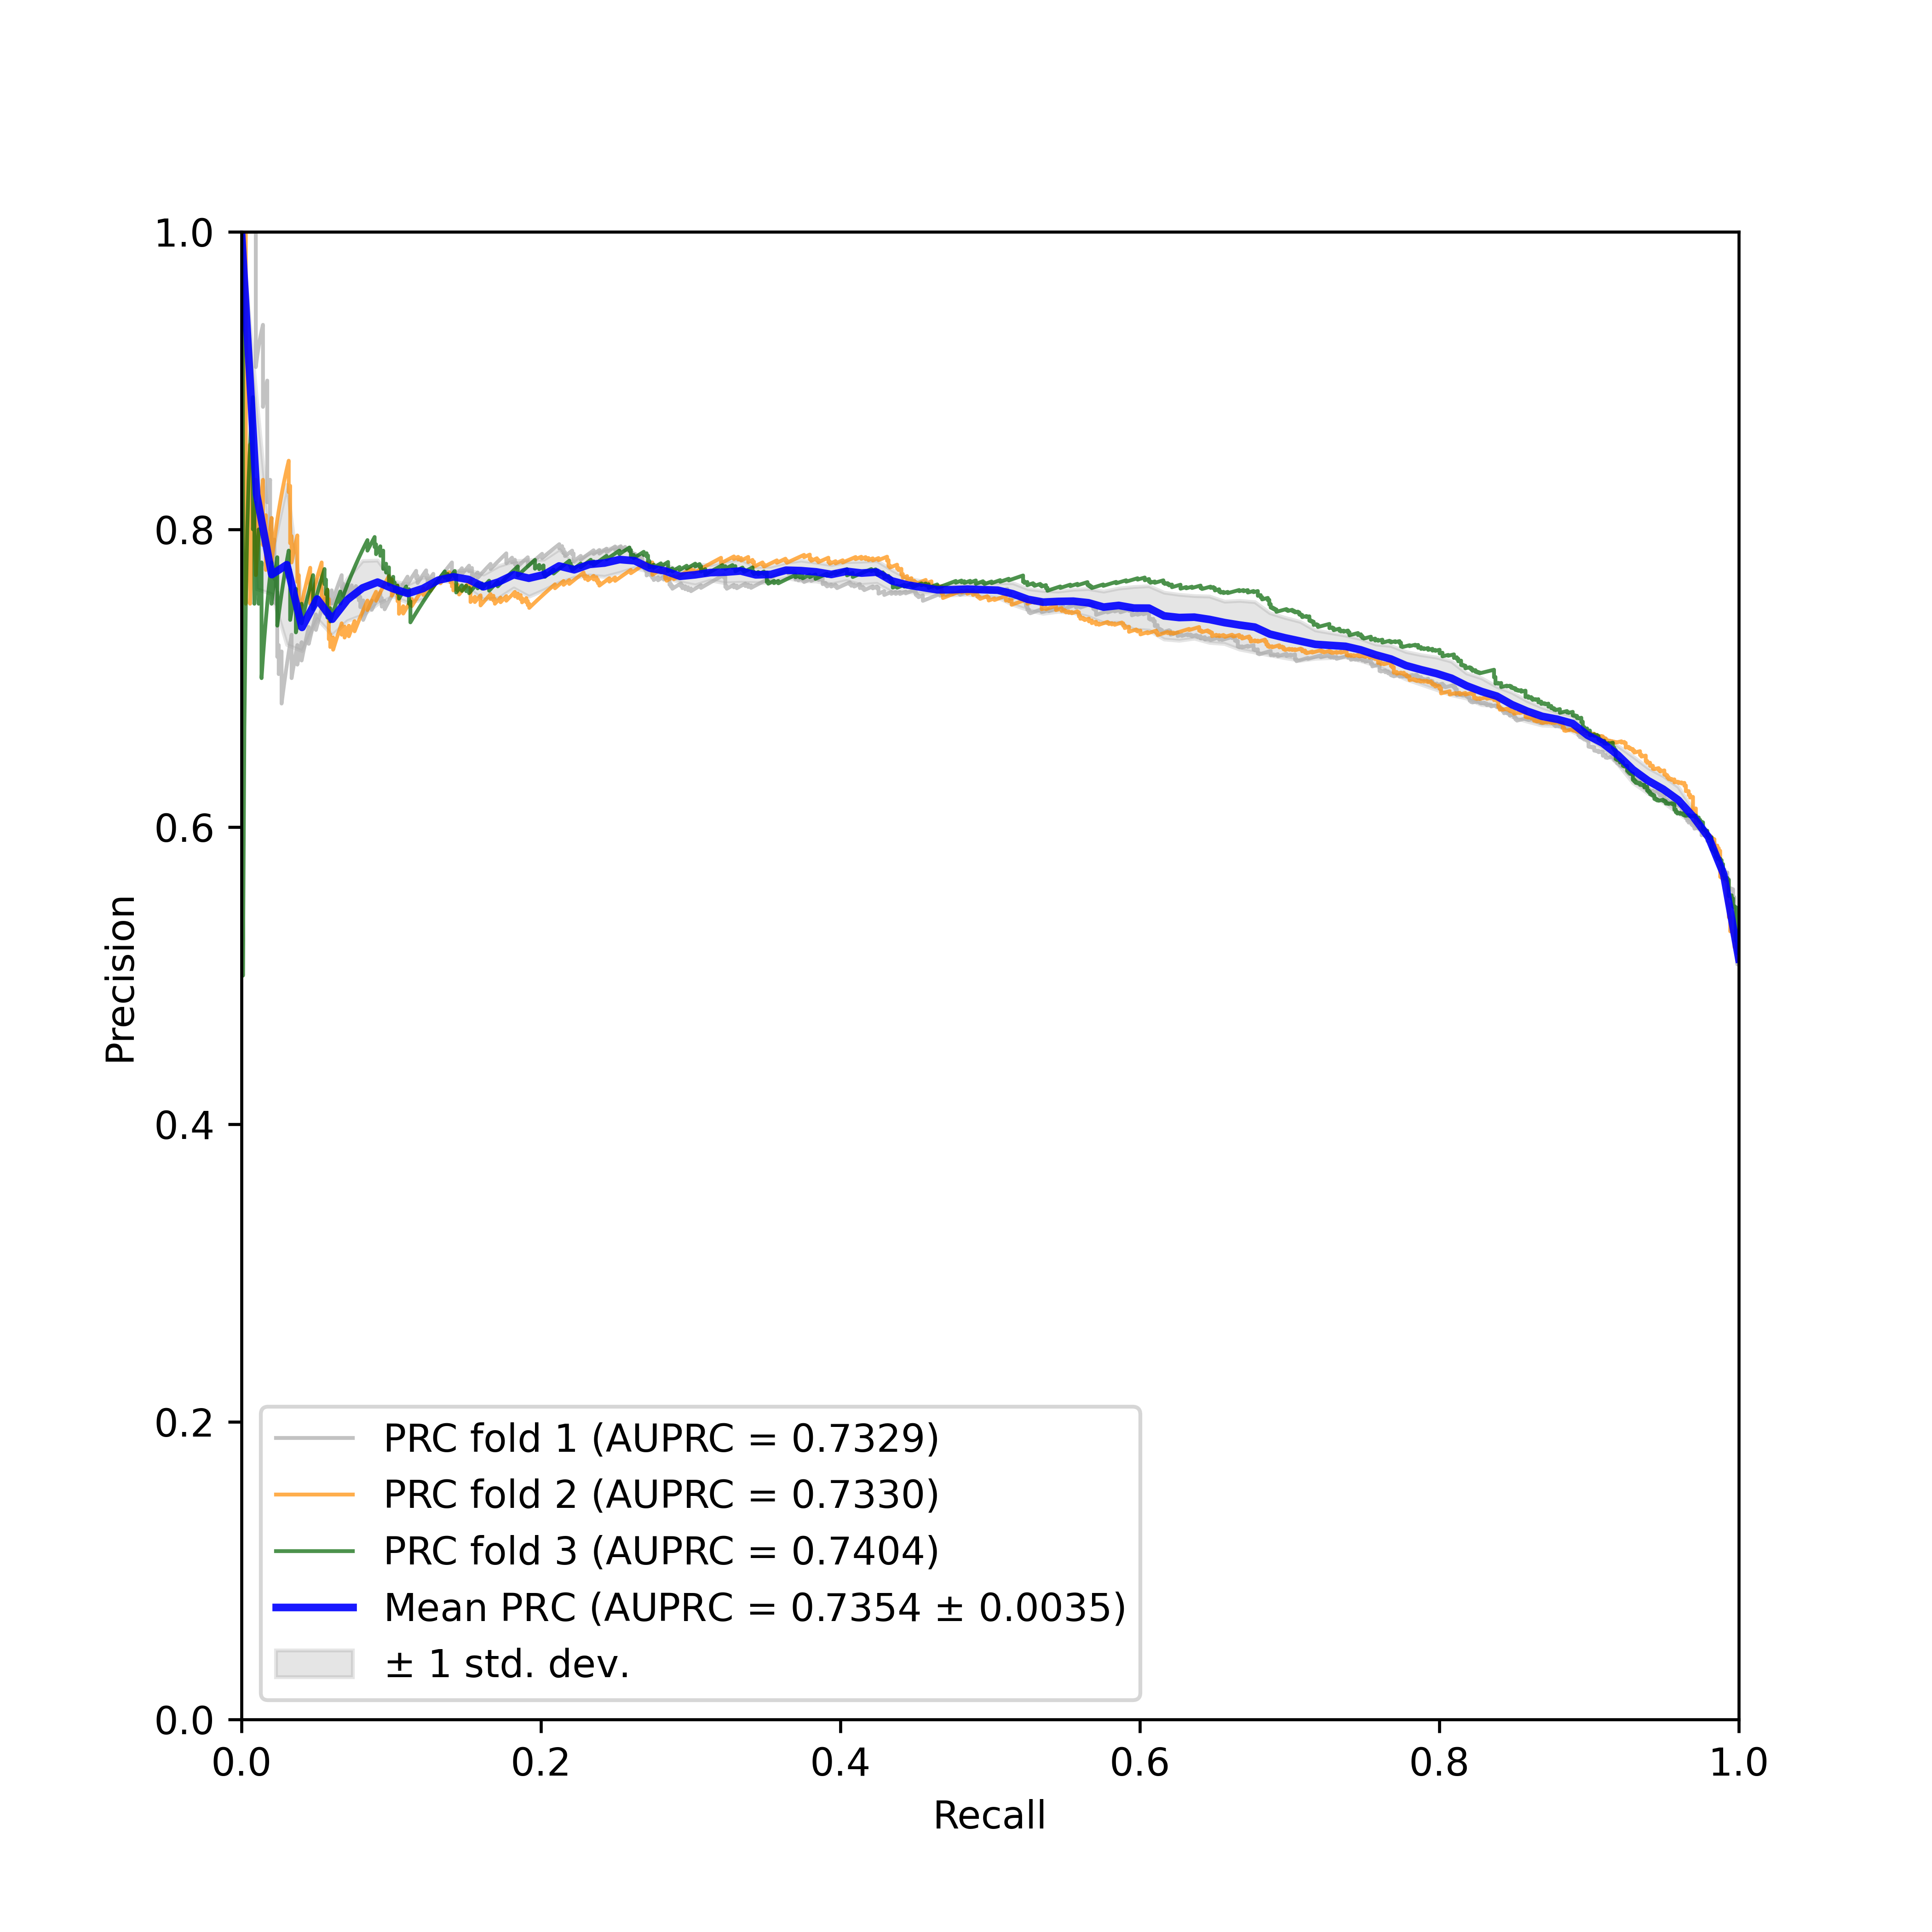 1.0
0.8
0.6
0.4
0.2
0.0
Precision
PRC fold 1 (AUPRC = 0.7329)
PRC fold 2 (AUPRC = 0.7330)
PRC fold 3 (AUPRC = 0.7404)
Mean PRC (AUPRC = 0.7354 ± 0.0035)
± 1 std. dev.
0.0 0.2 0.4 0.6 0.8 1.0
Recall